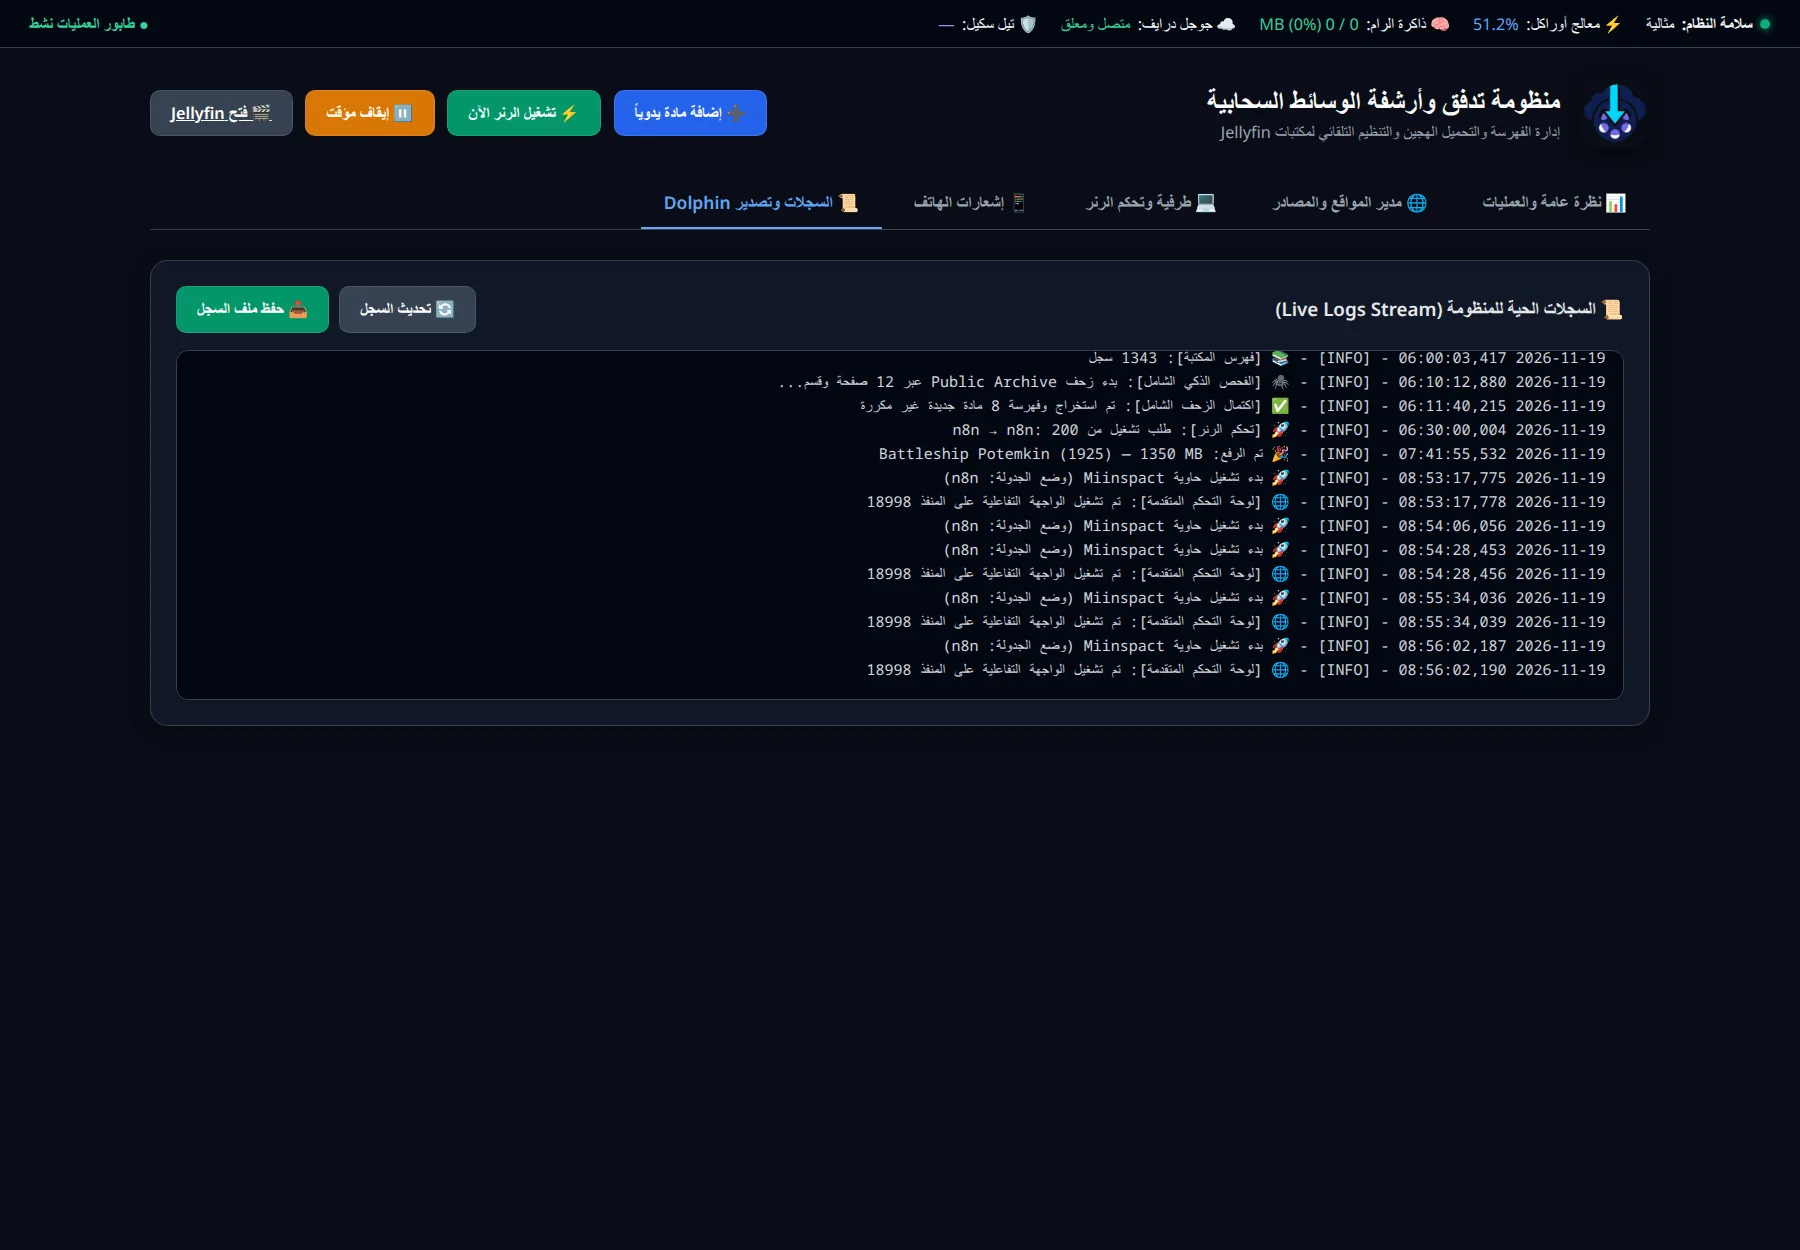 سلامة النظام: مثالية
⚡ معالج أوراكل: 51.2%
🧠 ذاكرة الرام: 0 / 0 MB (0%)
☁️ جوجل درايف: متصل ومعلق
🛡️ تيل سكيل: —
● طابور العمليات نشط
منظومة تدفق وأرشفة الوسائط السحابية
إدارة الفهرسة والتحميل الهجين والتنظيم التلقائي لمكتبات Jellyfin
➕ إضافة مادة يدوياً
⚡ تشغيل الرنر الآن
⏸️ إيقاف مؤقت
🎬 فتح Jellyfin
📊 نظرة عامة والعمليات
🌐 مدير المواقع والمصادر
💻 طرفية وتحكم الرنر
📱 إشعارات الهاتف
📜 السجلات وتصدير Dolphin
📜 السجلات الحية للمنظومة (Live Logs Stream)
🔄 تحديث السجل
📥 حفظ ملف السجل
2026-11-19 06:00:03,417 - [INFO] - 📚 [فهرس المكتبة]: 1343 سجل
2026-11-19 06:10:12,880 - [INFO] - 🕷️ [الفحص الذكي الشامل]: بدء زحف Public Archive عبر 12 صفحة وقسم...
2026-11-19 06:11:40,215 - [INFO] - ✅ [اكتمال الزحف الشامل]: تم استخراج وفهرسة 8 مادة جديدة غير مكررة
2026-11-19 06:30:00,004 - [INFO] - 🚀 [تحكم الرنر]: طلب تشغيل من n8n → n8n: 200
2026-11-19 07:41:55,532 - [INFO] - 🎉 تم الرفع: Battleship Potemkin (1925) — 1350 MB
2026-11-19 08:53:17,775 - [INFO] - 🚀 بدء تشغيل حاوية Miinspact (وضع الجدولة: n8n)
2026-11-19 08:53:17,778 - [INFO] - 🌐 [لوحة التحكم المتقدمة]: تم تشغيل الواجهة التفاعلية على المنفذ 18998
2026-11-19 08:54:06,056 - [INFO] - 🚀 بدء تشغيل حاوية Miinspact (وضع الجدولة: n8n)
2026-11-19 08:54:28,453 - [INFO] - 🚀 بدء تشغيل حاوية Miinspact (وضع الجدولة: n8n)
2026-11-19 08:54:28,456 - [INFO] - 🌐 [لوحة التحكم المتقدمة]: تم تشغيل الواجهة التفاعلية على المنفذ 18998
2026-11-19 08:55:34,036 - [INFO] - 🚀 بدء تشغيل حاوية Miinspact (وضع الجدولة: n8n)
2026-11-19 08:55:34,039 - [INFO] - 🌐 [لوحة التحكم المتقدمة]: تم تشغيل الواجهة التفاعلية على المنفذ 18998
2026-11-19 08:56:02,187 - [INFO] - 🚀 بدء تشغيل حاوية Miinspact (وضع الجدولة: n8n)
2026-11-19 08:56:02,190 - [INFO] - 🌐 [لوحة التحكم المتقدمة]: تم تشغيل الواجهة التفاعلية على المنفذ 18998